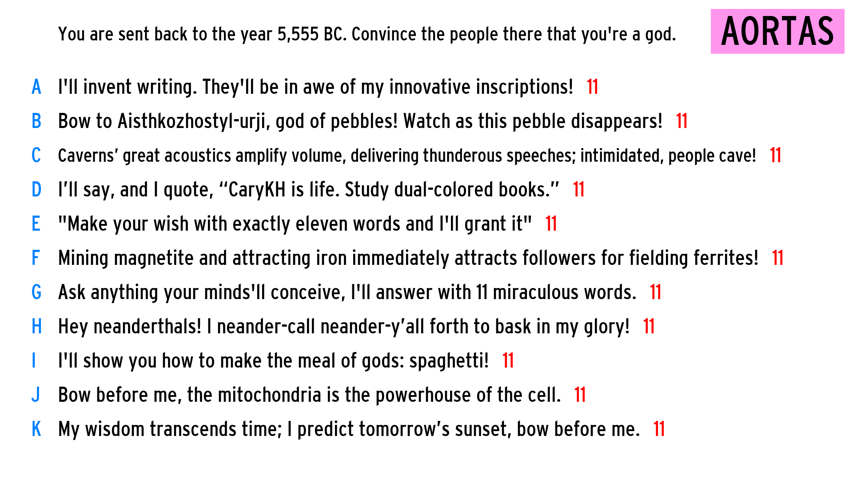 You are sent back to the year 5,555 BC. Convince the people there that you're a god.
AORTAS
A I'll invent writing. They'll be in awe of my innovative inscriptions! 11
B Bow to Aisthkozhostyl-urji, god of pebbles! Watch as this pebble disappears! 11
C Caverns’ great acoustics amplify volume, delivering thunderous speeches; intimidated, people cave! 11
D I’ll say, and I quote, “CaryKH is life. Study dual-colored books.” 11
E "Make your wish with exactly eleven words and I'll grant it" 11
F Mining magnetite and attracting iron immediately attracts followers for fielding ferrites! 11
G Ask anything your minds'll conceive, I'll answer with 11 miraculous words. 11
H Hey neanderthals! I neander-call neander-y’all forth to bask in my glory! 11
I I'll show you how to make the meal of gods: spaghetti! 11
J Bow before me, the mitochondria is the powerhouse of the cell. 11
K My wisdom transcends time; I predict tomorrow’s sunset, bow before me. 11